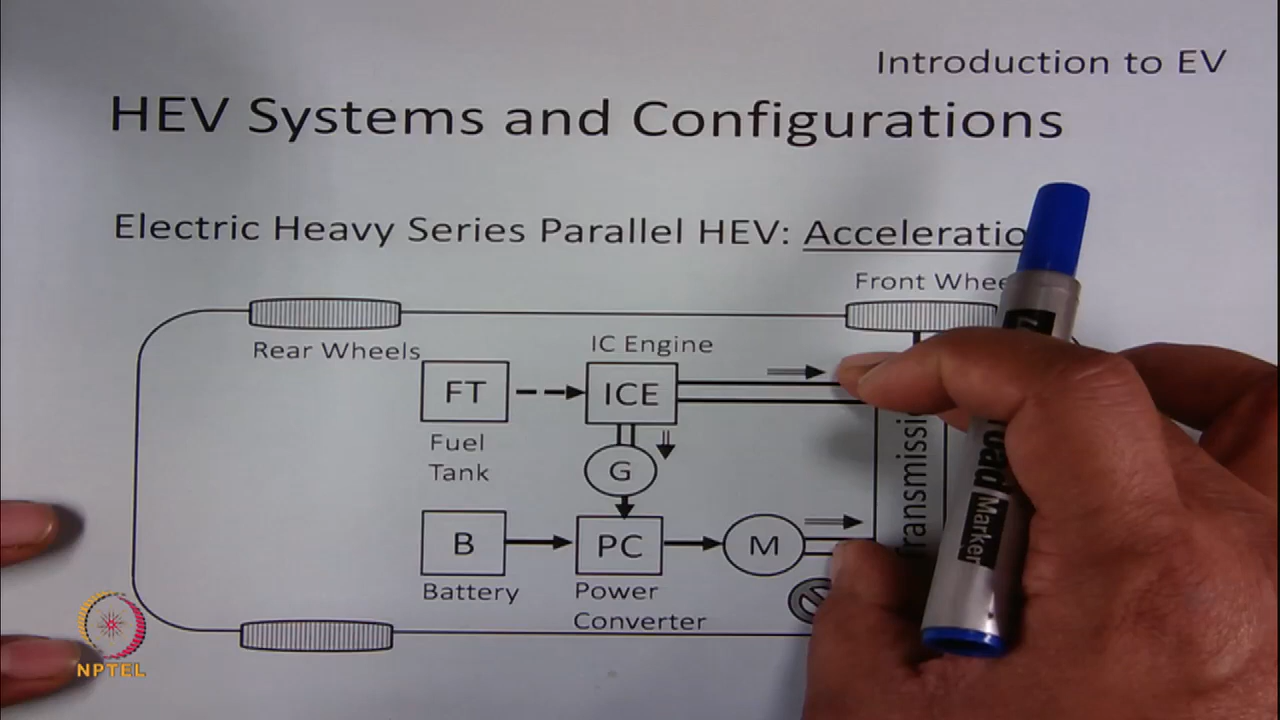 Introduction to EV
HEV Systems and Configurations
Electric Heavy Series Parallel HEV: Acceleratio
Front Whee
Rear Wheels
IC Engine
FT
ICE
Fuel
Tank
G
B
PC
M
Battery
Power
Converter
ransmissi
Marker
NPTEL